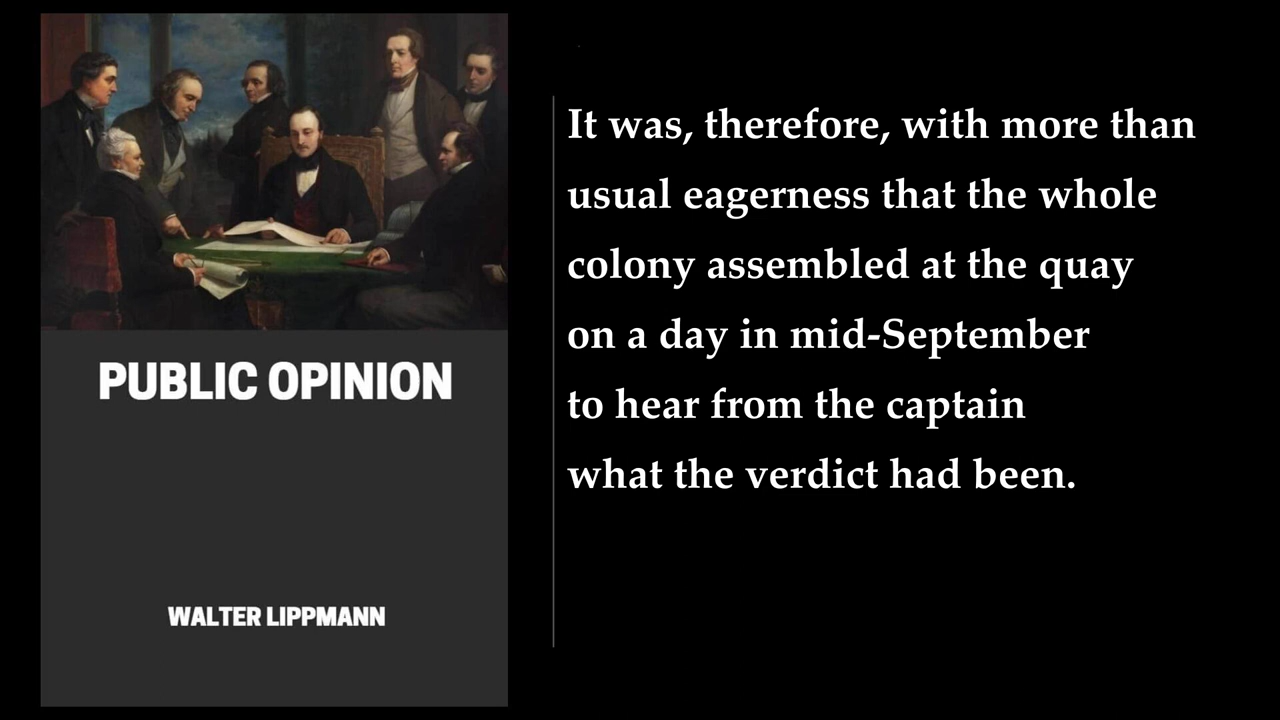 PUBLIC OPINION
WALTER LIPPMANN
It was, therefore, with more than
usual eagerness that the whole
colony assembled at the quay
on a day in mid-September
to hear from the captain
what the verdict had been.